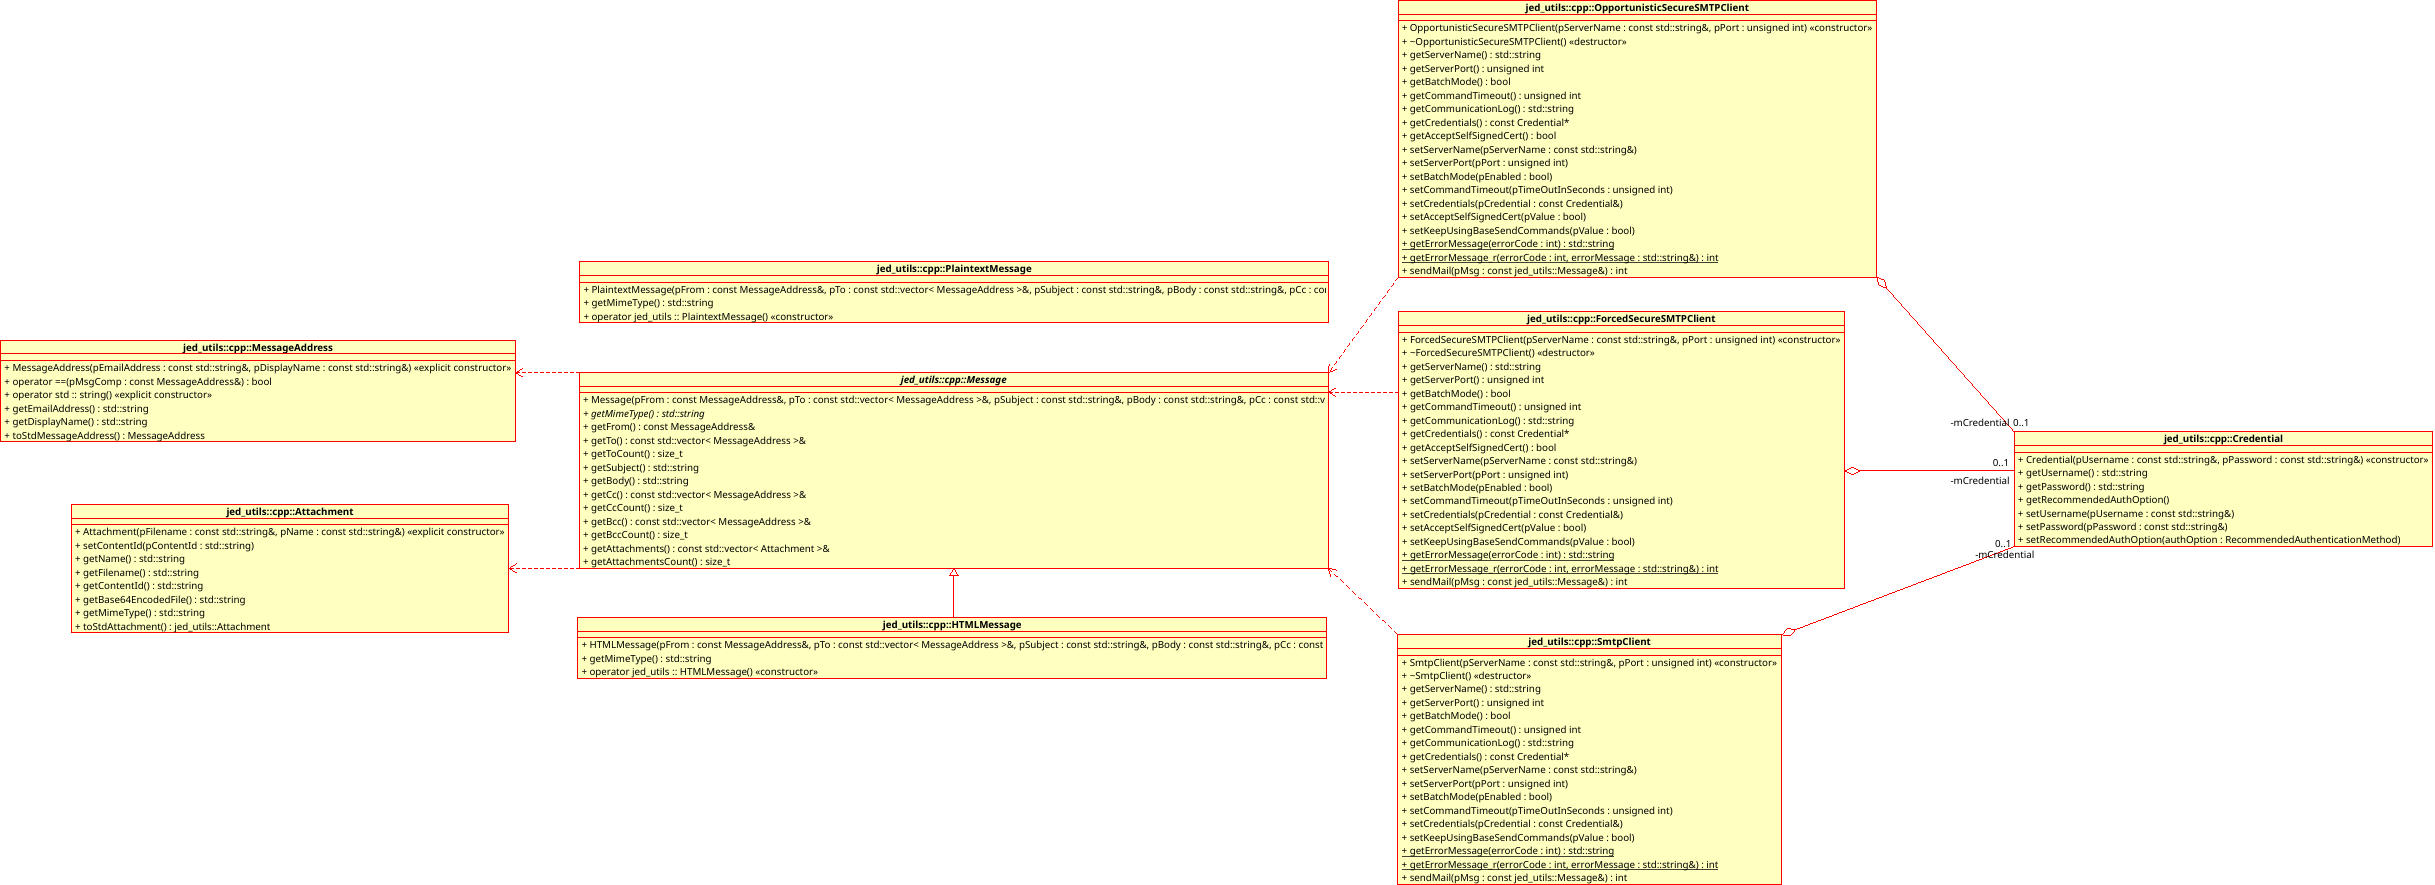 jed_utils::cpp::OpportunisticSecureSMTPClient
+ OpportunisticSecureSMTPClient(pServerName : const std::string&, pPort : unsigned int) «constructor»
+ ~OpportunisticSecureSMTPClient() «destructor»
+ getServerName() : std::string
+ getServerPort() : unsigned int
+ getBatchMode() : bool
+ getCommandTimeout() : unsigned int
+ getCommunicationLog() : std::string
+ getCredentials() : const Credential*
+ getAcceptSelfSignedCert() : bool
+ setServerName(pServerName : const std::string&)
+ setServerPort(pPort : unsigned int)
+ setBatchMode(pEnabled : bool)
+ setCommandTimeout(pTimeOutInSeconds : unsigned int)
+ setCredentials(pCredential : const Credential&)
+ setAcceptSelfSignedCert(pValue : bool)
+ setKeepUsingBaseSendCommands(pValue : bool)
+ getErrorMessage(errorCode : int) : std::string
+ getErrorMessage_r(errorCode : int, errorMessage : std::string&) : int
+ sendMail(pMsg : const jed_utils::Message&) : int
jed_utils::cpp::PlaintextMessage
+ PlaintextMessage(pFrom : const MessageAddress&, pTo : const std::vector< MessageAddress >&, pSubject : const std::string&, pBody : const std::string&, pCc : co
+ getMimeType() : std::string
+ operator jed_utils :: PlaintextMessage() «constructor»
jed_utils::cpp::MessageAddress
+ MessageAddress(pEmailAddress : const std::string&, pDisplayName : const std::string&) «explicit constructor»
+ operator ==(pMsgComp : const MessageAddress&) : bool
+ operator std :: string() «explicit constructor»
+ getEmailAddress() : std::string
+ getDisplayName() : std::string
+ toStdMessageAddress() : MessageAddress
jed_utils::cpp::Message
+ Message(pFrom : const MessageAddress&, pTo : const std::vector< MessageAddress >&, pSubject : const std::string&, pBody : const std::string&, pCc : const std::v
+ getMimeType() : std::string
+ getFrom() : const MessageAddress&
+ getTo() : const std::vector< MessageAddress >&
+ getToCount() : size_t
+ getSubject() : std::string
+ getBody() : std::string
+ getCc() : const std::vector< MessageAddress >&
+ getCcCount() : size_t
+ getBcc() : const std::vector< MessageAddress >&
+ getBccCount() : size_t
+ getAttachments() : const std::vector< Attachment >&
+ getAttachmentsCount() : size_t
jed_utils::cpp::Attachment
+ Attachment(pFilename : const std::string&, pName : const std::string&) «explicit constructor»
+ setContentId(pContentId : std::string)
+ getName() : std::string
+ getFilename() : std::string
+ getContentId() : std::string
+ getBase64EncodedFile() : std::string
+ getMimeType() : std::string
+ toStdAttachment() : jed_utils::Attachment
jed_utils::cpp::HTMLMessage
+ HTMLMessage(pFrom : const MessageAddress&, pTo : const std::vector< MessageAddress >&, pSubject : const std::string&, pBody : const std::string&, pCc : const
+ getMimeType() : std::string
+ operator jed_utils :: HTMLMessage() «constructor»
jed_utils::cpp::ForcedSecureSMTPClient
+ ForcedSecureSMTPClient(pServerName : const std::string&, pPort : unsigned int) «constructor»
+ ~ForcedSecureSMTPClient() «destructor»
+ getServerName() : std::string
+ getServerPort() : unsigned int
+ getBatchMode() : bool
+ getCommandTimeout() : unsigned int
+ getCommunicationLog() : std::string
+ getCredentials() : const Credential*
+ getAcceptSelfSignedCert() : bool
+ setServerName(pServerName : const std::string&)
+ setServerPort(pPort : unsigned int)
+ setBatchMode(pEnabled : bool)
+ setCommandTimeout(pTimeOutInSeconds : unsigned int)
+ setCredentials(pCredential : const Credential&)
+ setAcceptSelfSignedCert(pValue : bool)
+ setKeepUsingBaseSendCommands(pValue : bool)
+ getErrorMessage(errorCode : int) : std::string
+ getErrorMessage_r(errorCode : int, errorMessage : std::string&) : int
+ sendMail(pMsg : const jed_utils::Message&) : int
jed_utils::cpp::SmtpClient
+ SmtpClient(pServerName : const std::string&, pPort : unsigned int) «constructor»
+ ~SmtpClient() «destructor»
+ getServerName() : std::string
+ getServerPort() : unsigned int
+ getBatchMode() : bool
+ getCommandTimeout() : unsigned int
+ getCommunicationLog() : std::string
+ getCredentials() : const Credential*
+ setServerName(pServerName : const std::string&)
+ setServerPort(pPort : unsigned int)
+ setBatchMode(pEnabled : bool)
+ setCommandTimeout(pTimeOutInSeconds : unsigned int)
+ setCredentials(pCredential : const Credential&)
+ setKeepUsingBaseSendCommands(pValue : bool)
+ getErrorMessage(errorCode : int) : std::string
+ getErrorMessage_r(errorCode : int, errorMessage : std::string&) : int
+ sendMail(pMsg : const jed_utils::Message&) : int
-mCredential 0..1
0..1
-mCredential
0..1
-mCredential
jed_utils::cpp::Credential
+ Credential(pUsername : const std::string&, pPassword : const std::string&) «constructor»
+ getUsername() : std::string
+ getPassword() : std::string
+ getRecommendedAuthOption()
+ setUsername(pUsername : const std::string&)
+ setPassword(pPassword : const std::string&)
+ setRecommendedAuthOption(authOption : RecommendedAuthenticationMethod)